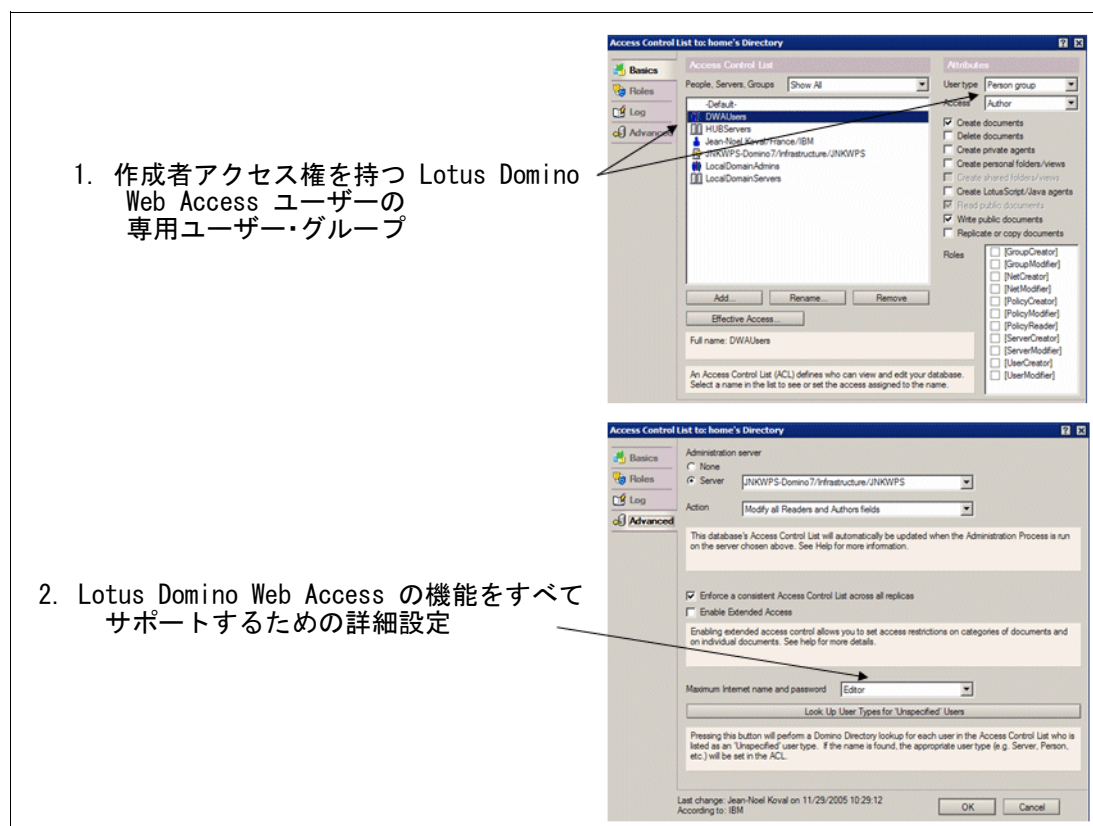 Access Control List to: home's Directory
Basics
Roles
Log
Advanced
Access Control List
People, Servers, Groups Show All
-Default-
DWAUsers
HUBServers
Jean-Noel Koval/France/IBM
JNKWPS-Domino7/Infrastructure/JNKWPS
LocalDomainAdmins
LocalDomainServers
Add... Rename... Remove
Effective Access...
Full name: DWAUsers
An Access Control List (ACL) defines who can view and edit your database.
Select a name in the list to see or set the access assigned to the name.
Attributes
User type Person group
Access Author
Create documents
Delete documents
Create private agents
Create personal folders/views
Create shared folders/views
Create LotusScript/Java agents
Read public documents
Write public documents
Replicate or copy documents
Roles
[GroupCreator]
[GroupModifier]
[NetCreator]
[NetModifier]
[PolicyCreator]
[PolicyModifier]
[PolicyReader]
[ServerCreator]
[ServerModifier]
[UserCreator]
[UserModifier]
1. 作成者アクセス権を持つ Lotus Domino
Web Access ユーザーの
専用ユーザー・グループ
Access Control List to: home's Directory
Basics
Roles
Log
Advanced
Administration server
None
Server JNKWPS-Domino7/Infrastructure/JNKWPS
Action Modify all Readers and Authors fields
This database's Access Control List will automatically be updated when the Administration Process is run
on the server chosen above. See Help for more information.
Enforce a consistent Access Control List across all replicas
Enable Extended Access
Enabling extended access control allows you to set access restrictions on categories of documents and
on individual documents. See help for more details.
Maximum Internet name and password Editor
Look Up User Types for 'Unspecified' Users
Pressing this button will perform a Domino Directory lookup for each user in the Access Control List who is
listed as an 'Unspecified' user type. If the name is found, the appropriate user type (e.g. Server, Person,
etc.) will be set in the ACL.
Last change: Jean-Noel Koval on 11/29/2005 10:29:12
According to: IBM
OK Cancel
2. Lotus Domino Web Access の機能をすべて
サポートするための詳細設定